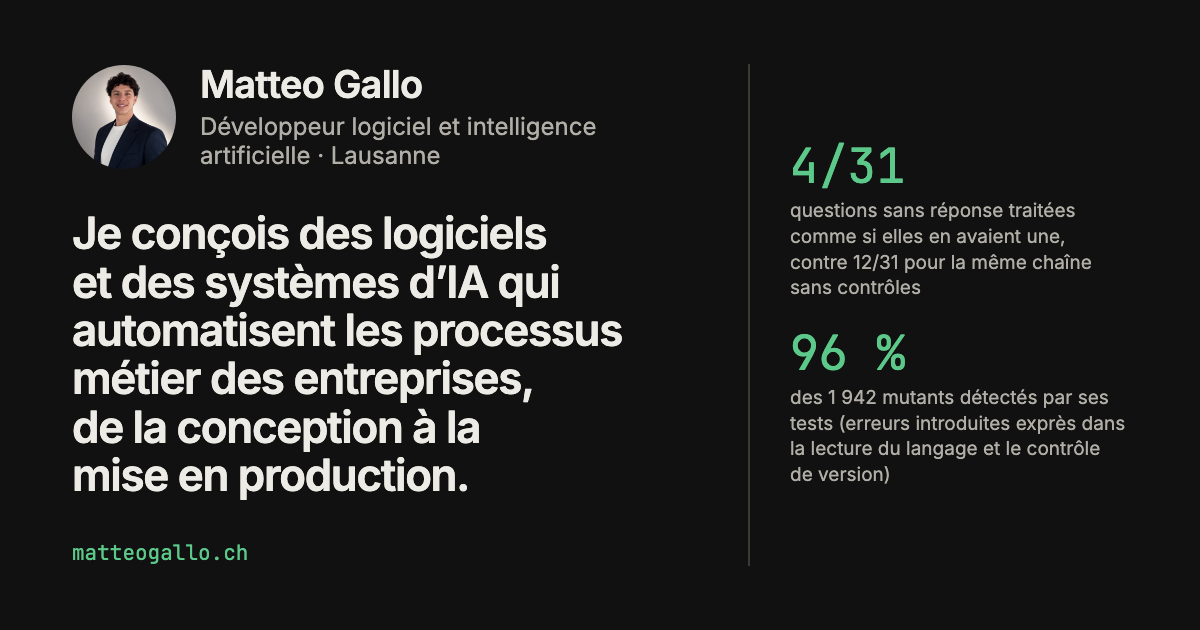 Matteo Gallo
Développeur logiciel et intelligence
artificielle · Lausanne
Je conçois des logiciels
et des systèmes d’IA qui
automatisent les processus
métier des entreprises,
de la conception à la
mise en production.
matteogallo.ch
4/31
questions sans réponse traitées
comme si elles en avaient une,
contre 12/31 pour la même chaîne
sans contrôles
96 %
des 1 942 mutants détectés par ses
tests (erreurs introduites exprès dans
la lecture du langage et le contrôle
de version)